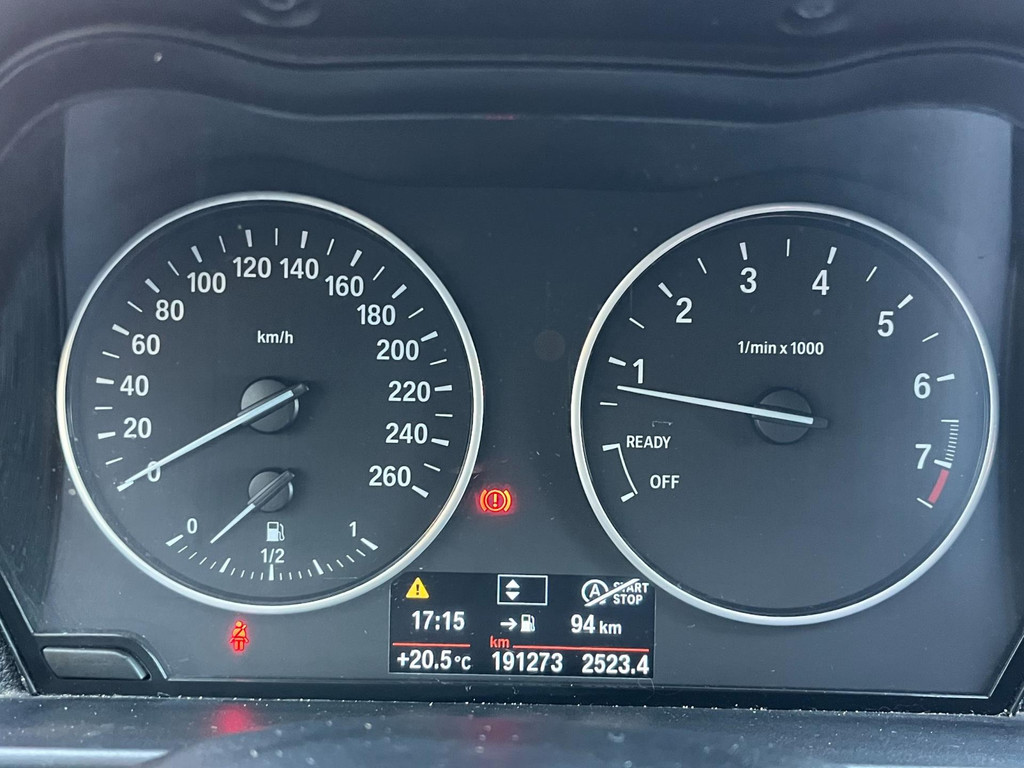 0 20 40 60 80 100 120 140 160 180 200 220 240 260
km/h
0 1/2 1
1 2 3 4 5 6 7
1/min x 1000
READY
OFF
A START STOP
17:15 94 km
km
+20.5°C 191273 2523.4